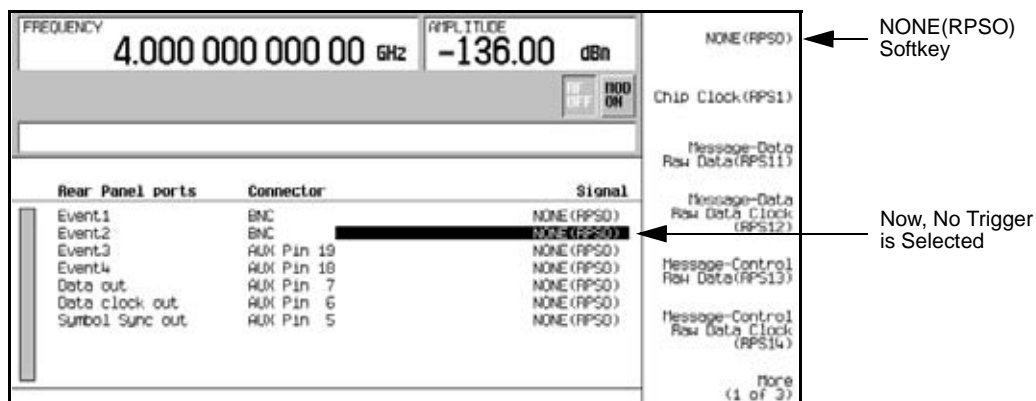 FREQUENCY
4.000 000 000 00 GHz
AMPLITUDE
-136.00 dBm
RF OFF
MOD ON
Rear Panel ports Connector Signal
Event1 BNC NONE(RPS0)
Event2 BNC NONE(RPS0)
Event3 AUX Pin 19 NONE(RPS0)
Event4 AUX Pin 18 NONE(RPS0)
Data out AUX Pin 7 NONE(RPS0)
Data clock out AUX Pin 6 NONE(RPS0)
Symbol Sync out AUX Pin 5 NONE(RPS0)
NONE(RPS0)
Chip Clock(RPS1)
Message-Data
Raw Data(RPS11)
Message-Data
Raw Data Clock
(RPS12)
Message-Control
Raw Data(RPS13)
Message-Control
Raw Data Clock
(RPS14)
More
(1 of 3)
NONE(RPSO)
Softkey
Now, No Trigger
is Selected